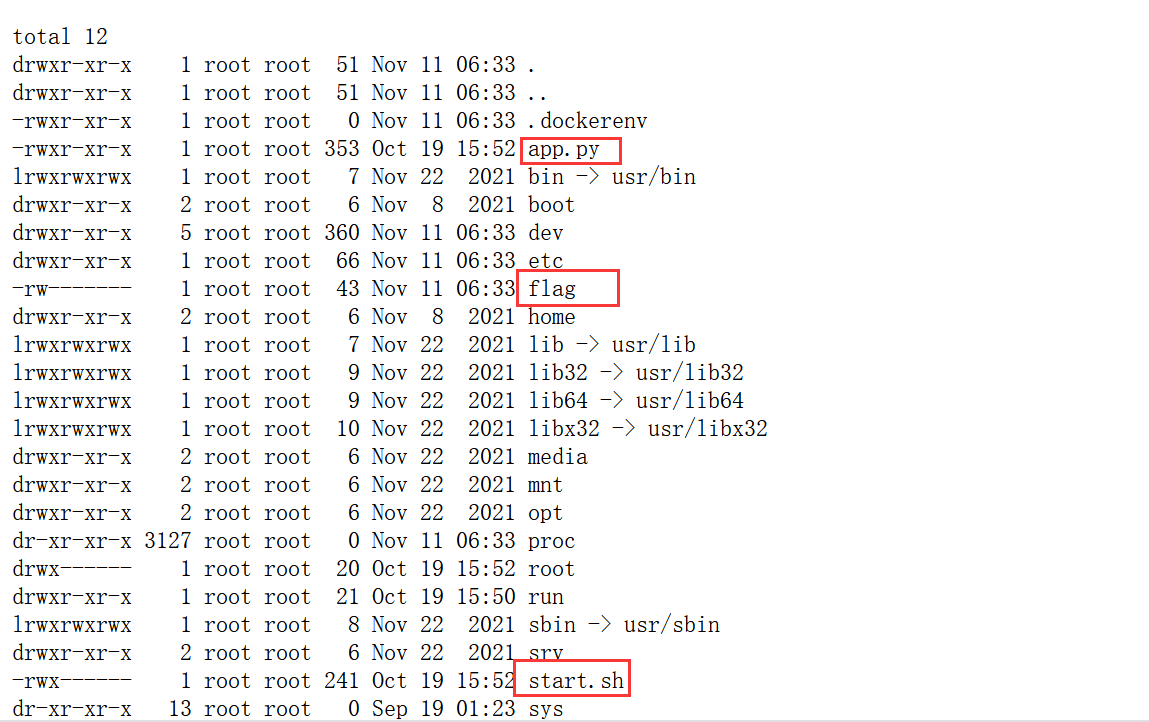 total 12
drwxr-xr-x    1 root root  51 Nov 11 06:33 .
drwxr-xr-x    1 root root  51 Nov 11 06:33 ..
-rwxr-xr-x    1 root root   0 Nov 11 06:33 .dockerenv
-rwxr-xr-x    1 root root 353 Oct 19 15:52 app.py
lrwxrwxrwx    1 root root   7 Nov 22  2021 bin -> usr/bin
drwxr-xr-x    2 root root   6 Nov  8  2021 boot
drwxr-xr-x    5 root root 360 Nov 11 06:33 dev
drwxr-xr-x    1 root root  66 Nov 11 06:33 etc
-rw-------    1 root root  43 Nov 11 06:33 flag
drwxr-xr-x    2 root root   6 Nov  8  2021 home
lrwxrwxrwx    1 root root   7 Nov 22  2021 lib -> usr/lib
lrwxrwxrwx    1 root root   9 Nov 22  2021 lib32 -> usr/lib32
lrwxrwxrwx    1 root root   9 Nov 22  2021 lib64 -> usr/lib64
lrwxrwxrwx    1 root root  10 Nov 22  2021 libx32 -> usr/libx32
drwxr-xr-x    2 root root   6 Nov 22  2021 media
drwxr-xr-x    2 root root   6 Nov 22  2021 mnt
drwxr-xr-x    2 root root   6 Nov 22  2021 opt
dr-xr-xr-x 3127 root root   0 Nov 11 06:33 proc
drwx------    1 root root  20 Oct 19 15:52 root
drwxr-xr-x    1 root root  21 Oct 19 15:50 run
lrwxrwxrwx    1 root root   8 Nov 22  2021 sbin -> usr/sbin
drwxr-xr-x    2 root root   6 Nov 22  2021 srv
-rwx------    1 root root 241 Oct 19 15:52 start.sh
dr-xr-xr-x   13 root root   0 Sep 19 01:23 sys